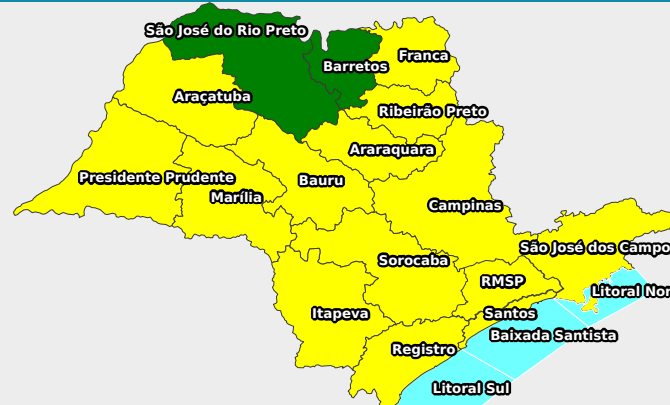 São José do Rio Preto
Franca
Barretos
Araçatuba
Ribeirão Preto
Araraquara
Presidente Prudente
Bauru
Marília
Campinas
São José dos Campo
Sorocaba
RMSP
Litoral Nor
Itapeva
Santos
Baixada Santista
Registro
Litoral Sul